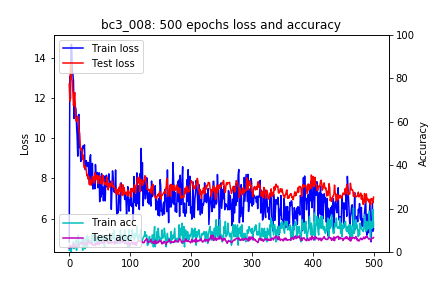 bc3_008: 500 epochs loss and accuracy
Train loss
Test loss
Train acc
Test acc
Loss
14
12
10
8
6
Accuracy
100
80
60
40
20
0
0
100
200
300
400
500